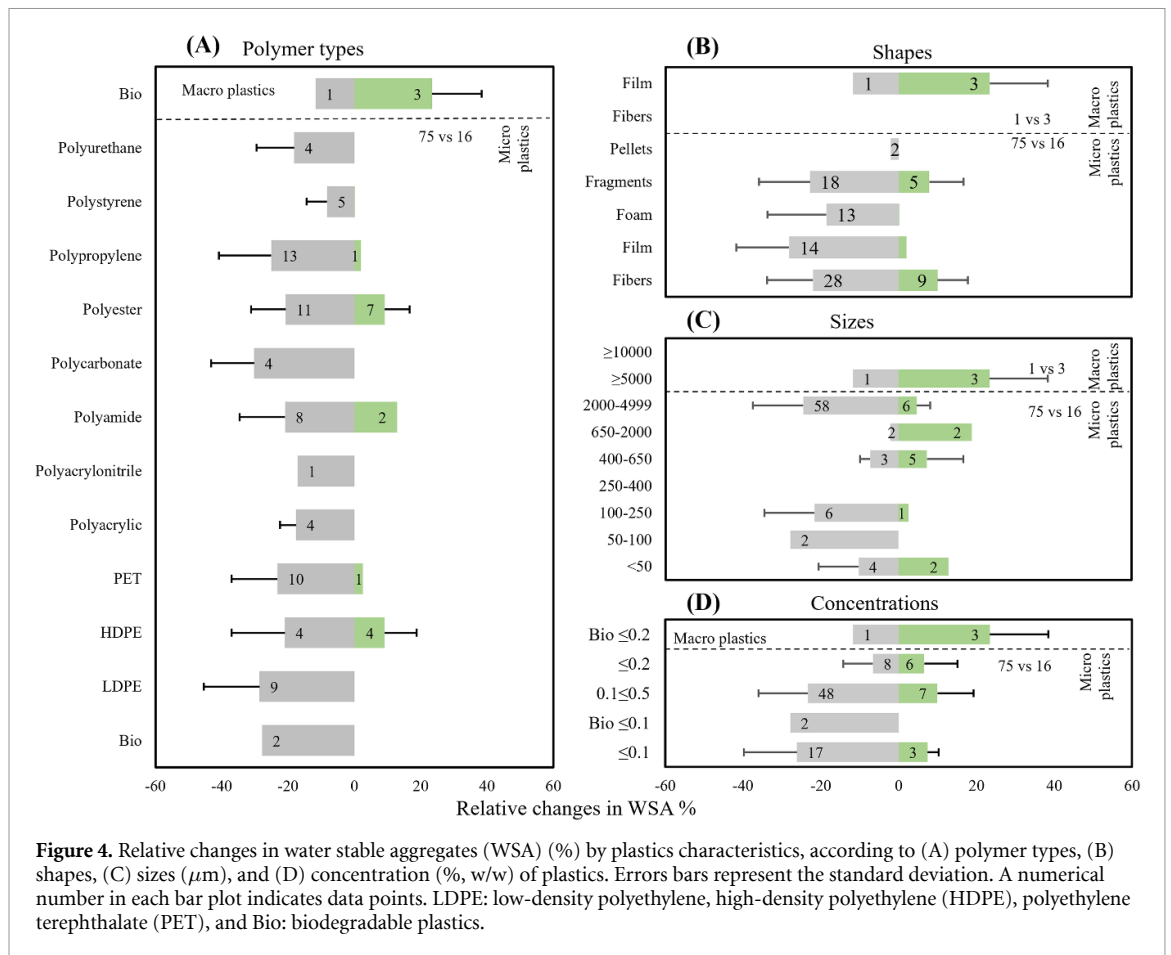 (A) Polymer types
Bio
Macro plastics
1
3
75 vs 16
Micro
plastics
Polyurethane
4
Polystyrene
5
Polypropylene
13
1
Polyester
11
7
Polycarbonate
4
Polyamide
8
2
Polyacrylonitrile
1
Polyacrylic
4
PET
10
1
HDPE
4
4
LDPE
9
Bio
2
-60 -40 -20 0 20 40 60
(B) Shapes
Film
1
3
Macro
plastics
Fibers
1 vs 3
75 vs 16
Micro
plastics
Pellets
2
Fragments
18
5
Foam
13
Film
14
Fibers
28
9
(C) Sizes
≥10000
1 vs 3
Macro
plastics
≥5000
1
3
2000-4999
58
6
75 vs 16
Micro
plastics
650-2000
2
2
400-650
3
5
250-400
100-250
6
1
50-100
2
<50
4
2
(D) Concentrations
Bio ≤0.2
Macro plastics
1
3
≤0.2
8
6
75 vs 16
Micro
plastics
0.1≤0.5
48
7
Bio ≤0.1
2
≤0.1
17
3
-60 -40 -20 0 20 40 60
Relative changes in WSA %
Figure 4. Relative changes in water stable aggregates (WSA) (%) by plastics characteristics, according to (A) polymer types, (B)
shapes, (C) sizes (μm), and (D) concentration (%, w/w) of plastics. Errors bars represent the standard deviation. A numerical
number in each bar plot indicates data points. LDPE: low-density polyethylene, high-density polyethylene (HDPE), polyethylene
terephthalate (PET), and Bio: biodegradable plastics.